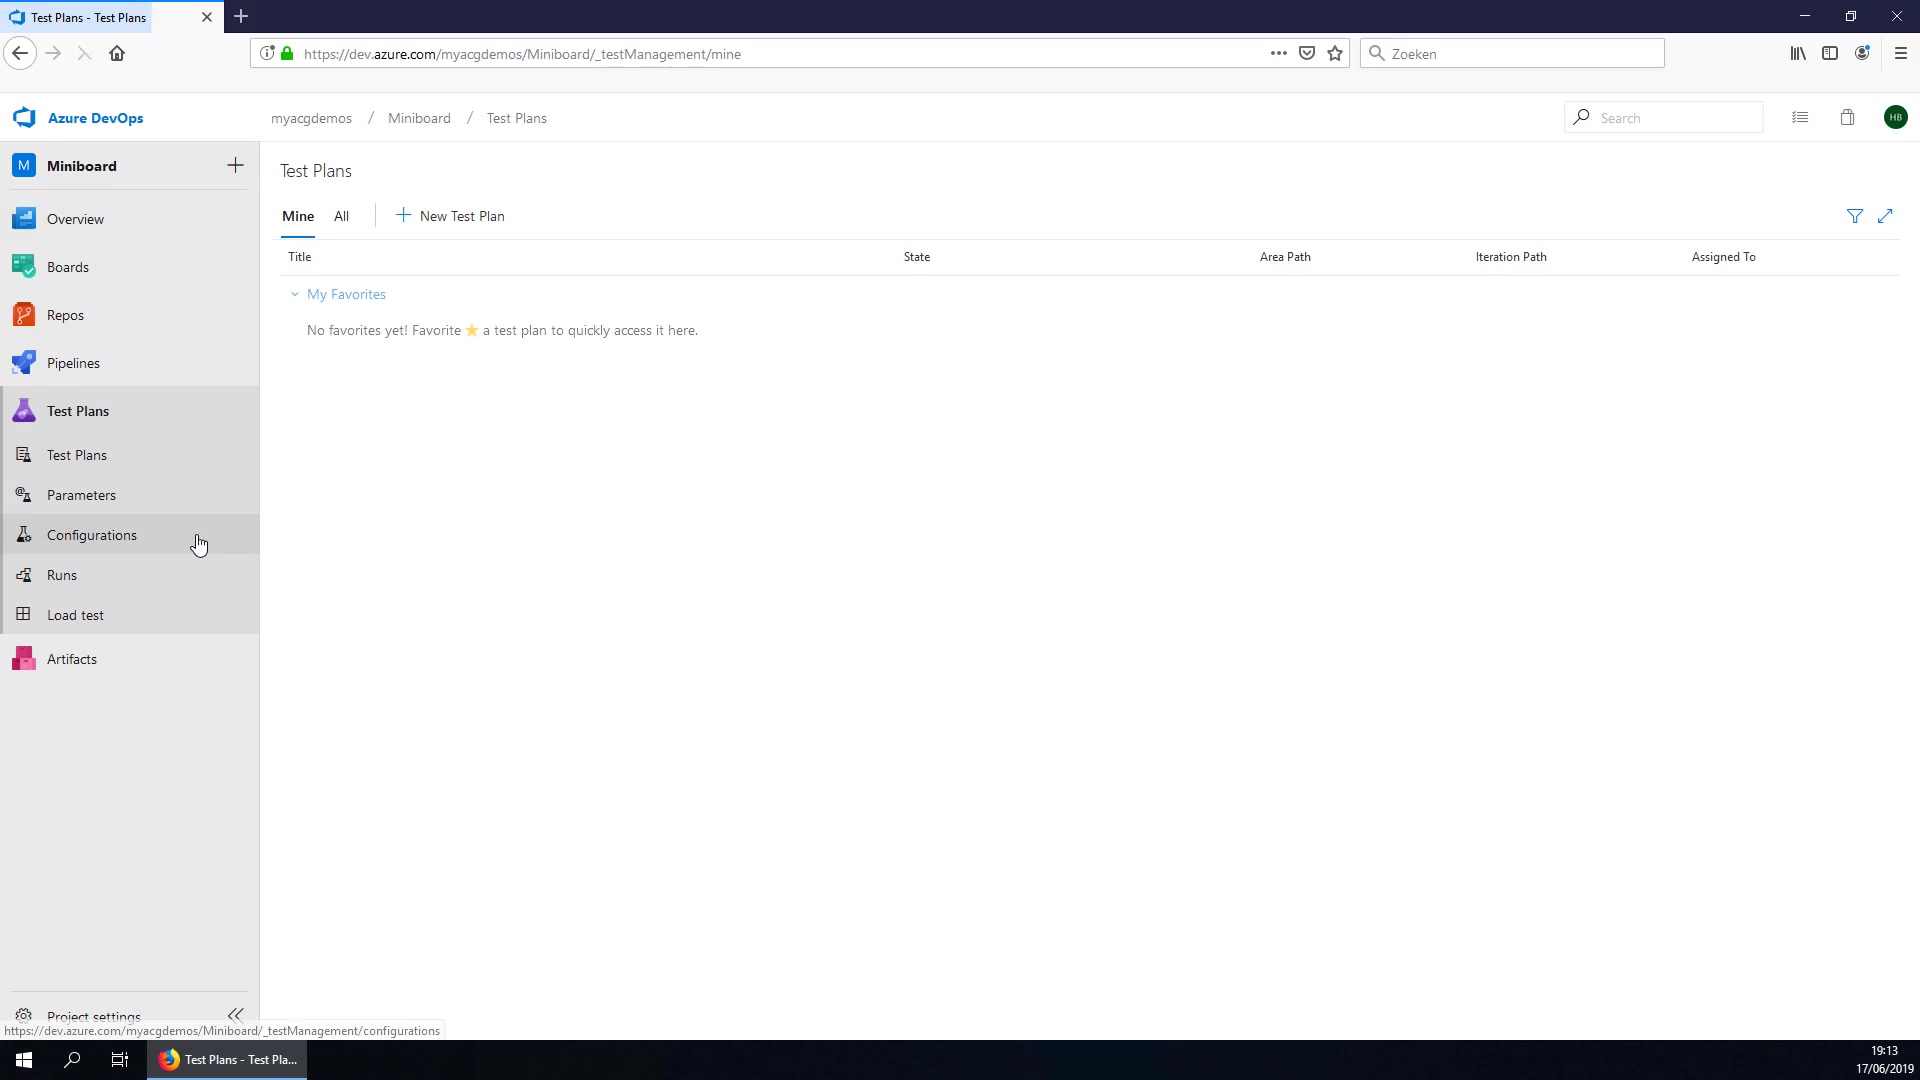 Test Plans - Test Plans
https://dev.azure.com/myacgdemos/Miniboard/_testManagement/mine
Zoeken
Azure DevOps
myacgdemos / Miniboard / Test Plans
Search
HB
M Miniboard
Overview
Boards
Repos
Pipelines
Test Plans
Test Plans
Parameters
Configurations
Runs
Load test
Artifacts
Test Plans
Mine All New Test Plan
Title State Area Path Iteration Path Assigned To
My Favorites
No favorites yet! Favorite ⭐ a test plan to quickly access it here.
Project settings
https://dev.azure.com/myacgdemos/Miniboard/_testManagement/configurations
Test Plans - Test Pla...
19:13
17/06/2019